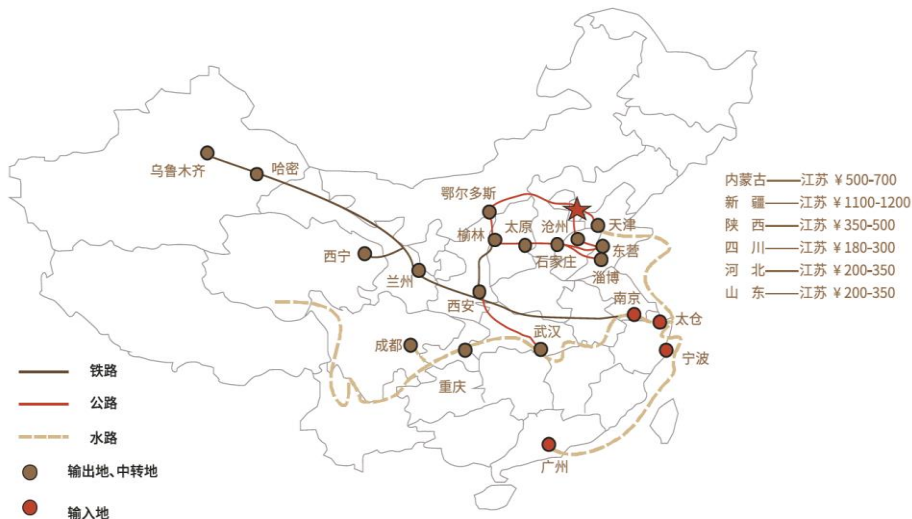 内蒙古——江苏 ¥500-700
新 疆——江苏 ¥1100-1200
陕 西——江苏 ¥350-500
四 川——江苏 ¥180-300
河 北——江苏 ¥200-350
山 东——江苏 ¥200-350
乌鲁木齐
哈密
鄂尔多斯
榆林
太原
沧州
天津
石家庄
东营
淄博
西宁
兰州
西安
南京
太仓
武汉
宁波
成都
重庆
广州
铁路
公路
水路
输出地、中转地
输入地